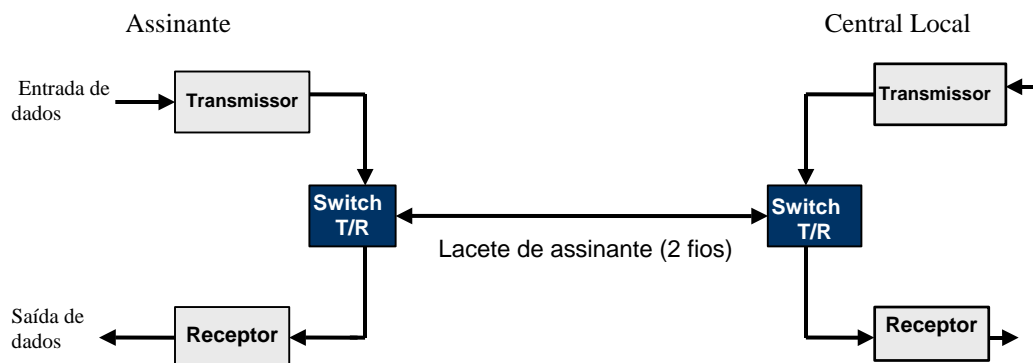 Assinante
Central Local
Entrada de
dados
Transmissor
Transmissor
Switch
T/R
Switch
T/R
Lacete de assinante (2 fios)
Saída de
dados
Receptor
Receptor